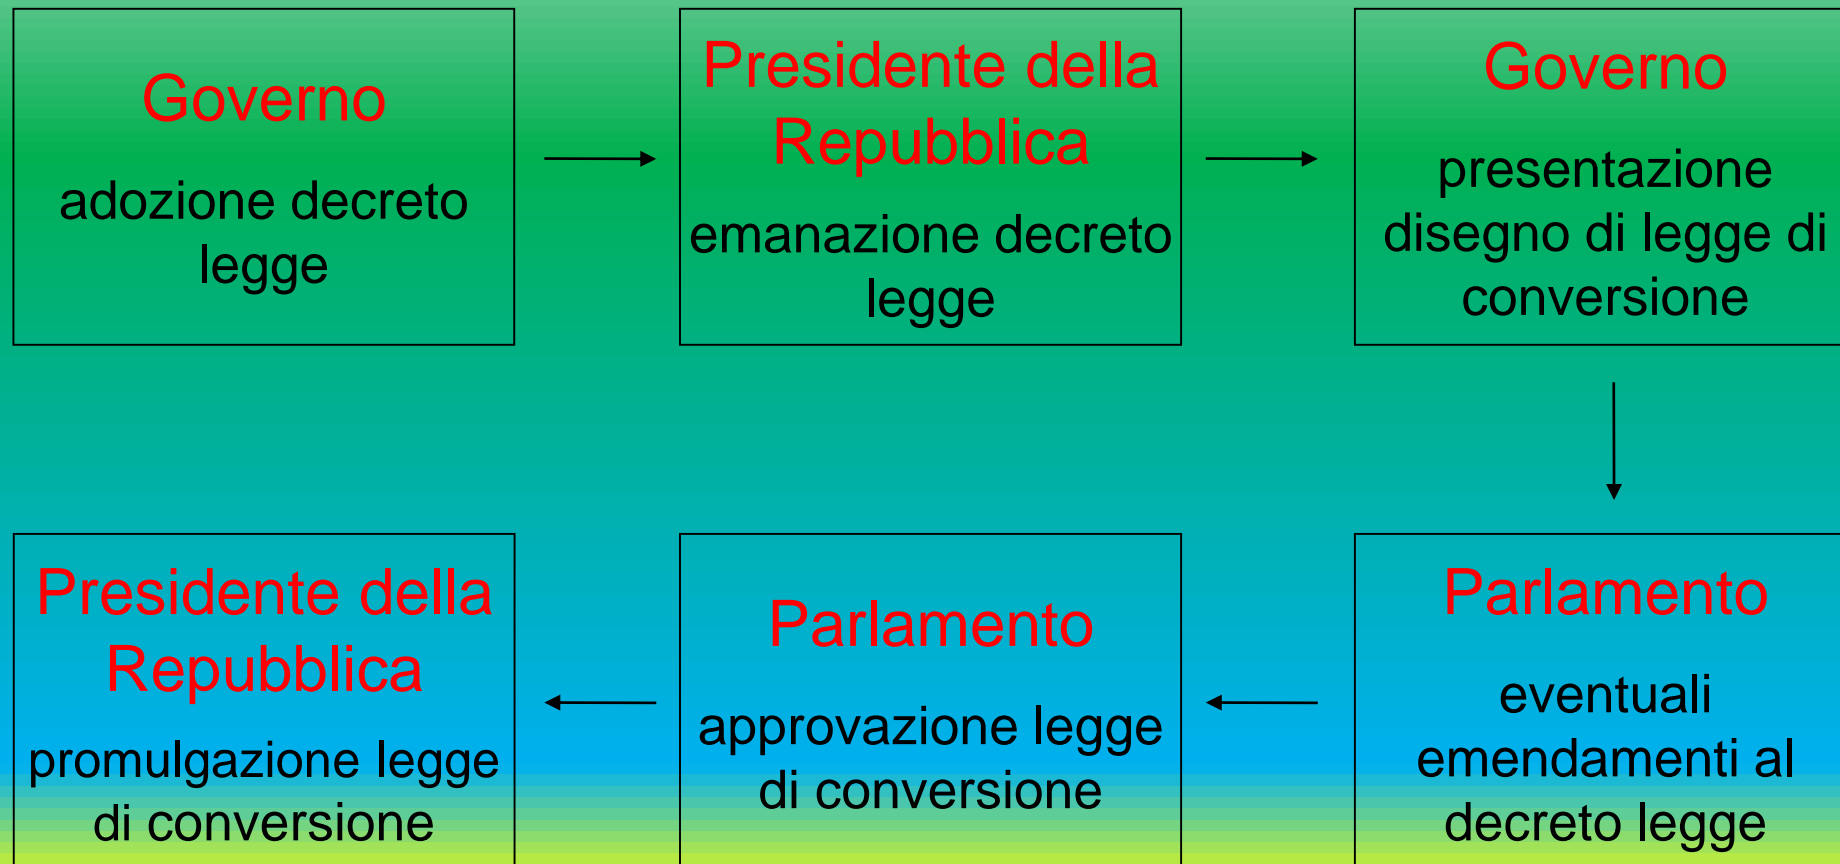 Governo
adozione decreto
legge
Presidente della
Repubblica
emanazione decreto
legge
Governo
presentazione
disegno di legge di
conversione
Parlamento
eventuali
emendamenti al
decreto legge
Parlamento
approvazione legge
di conversione
Presidente della
Repubblica
promulgazione legge
di conversione